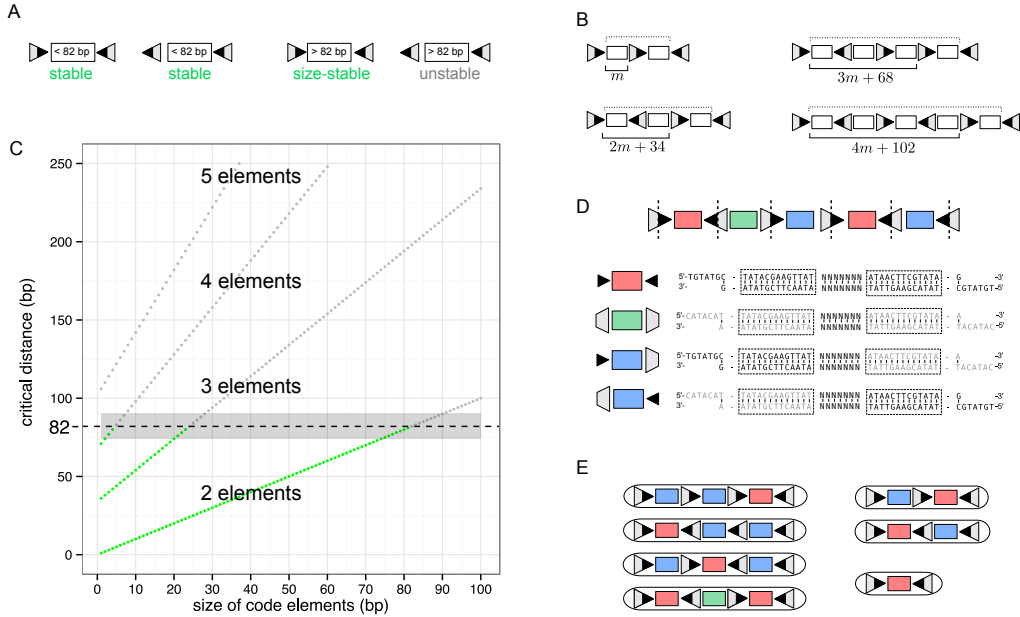 A
< 82 bp
< 82 bp
> 82 bp
> 82 bp
stable
stable
size-stable
unstable
B
m
3m + 68
2m + 34
4m + 102
C
250
200
150
100
82
50
0
critical distance (bp)
5 elements
4 elements
3 elements
2 elements
0 10 20 30 40 50 60 70 80 90 100
size of code elements (bp)
D
5'-TGTATGC - TATACGAAGTTAT NNNNNNN ATAACTTCGTATA - G -3'
3'- G - ATATGCTTCAATA NNNNNNN TATTGAAGCATAT - CGTATGT-5'
5'-CATACAT - TATACGAAGTTAT NNNNNNN ATAACTTCGTATA - A -3'
3'- A - ATATGCTTCAATA NNNNNNN TATTGAAGCATAT - TACATAC-5'
5'-TGTATGC - TATACGAAGTTAT NNNNNNN ATAACTTCGTATA - A -3'
3'- G - ATATGCTTCAATA NNNNNNN TATTGAAGCATAT - TACATAC-5'
5'-CATACAT - TATACGAAGTTAT NNNNNNN ATAACTTCGTATA - G -3'
3'- A - ATATGCTTCAATA NNNNNNN TATTGAAGCATAT - CGTATGT-5'
E